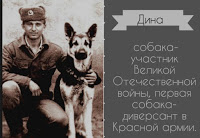 Дина
собака-
участник
Великой
Отечественной
войны, первая
собака-
диверсант в
Красной армии.